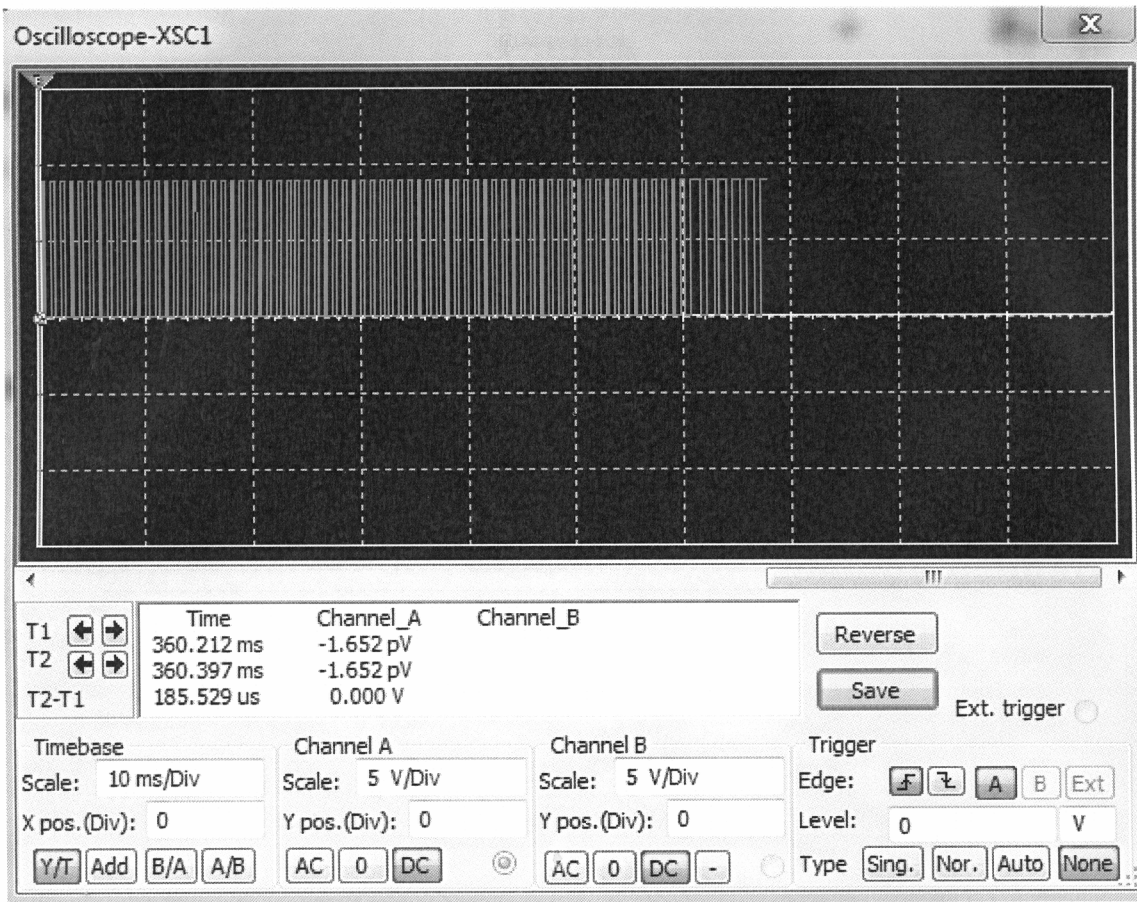 Oscilloscope-XSC1
T1
T2
T2-T1
Time Channel_A Channel_B
360.212 ms -1.652 pV
360.397 ms -1.652 pV
185.529 us 0.000 V
Reverse
Save
Ext. trigger
Timebase
Scale: 10 ms/Div
X pos.(Div): 0
Y/T Add B/A A/B
Channel A
Scale: 5 V/Div
Y pos.(Div): 0
AC 0 DC
Channel B
Scale: 5 V/Div
Y pos.(Div): 0
AC 0 DC -
Trigger
Edge: A B Ext
Level: 0 V
Type Sing. Nor. Auto None